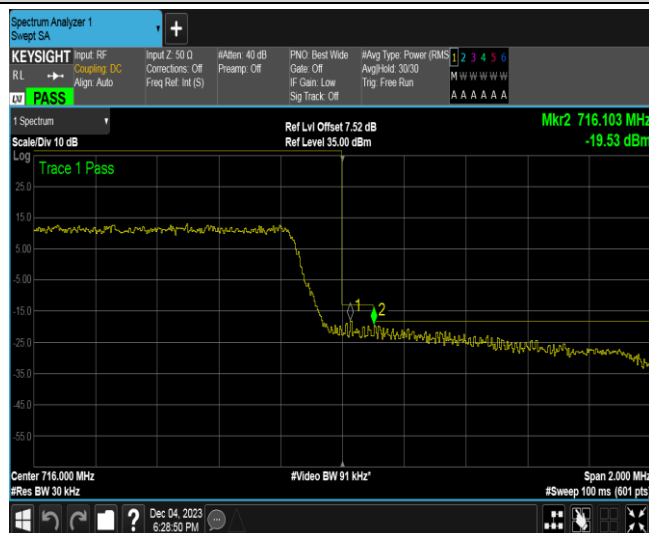 Spectrum Analyzer 1
Swept SA
+
KEYSIGHT
RL
LXI PASS
Input: RF
Coupling: DC
Align: Auto
Input Z: 50 Ω
Corrections: Off
Freq Ref: Int (S)
#Atten: 40 dB
Preamp: Off
PNO: Best Wide
Gate: Off
IF Gain: Low
Sig Track: Off
#Avg Type: Power (RMS
Avg|Hold: 30/30
Trig: Free Run
1 2 3 4 5 6
M W W W W W
A A A A A A
1 Spectrum
Scale/Div 10 dB
Ref Lvl Offset 7.52 dB
Ref Level 35.00 dBm
Mkr2 716.103 MHz
-19.53 dBm
Log
Trace 1 Pass
25.0
15.0
5.00
-5.00
-15.0
-25.0
-35.0
-45.0
-55.0
1
2
Center 716.000 MHz
#Res BW 30 kHz
#Video BW 91 kHz*
Span 2.000 MHz
#Sweep 100 ms (601 pts)
?
Dec 04, 2023
6:28:50 PM